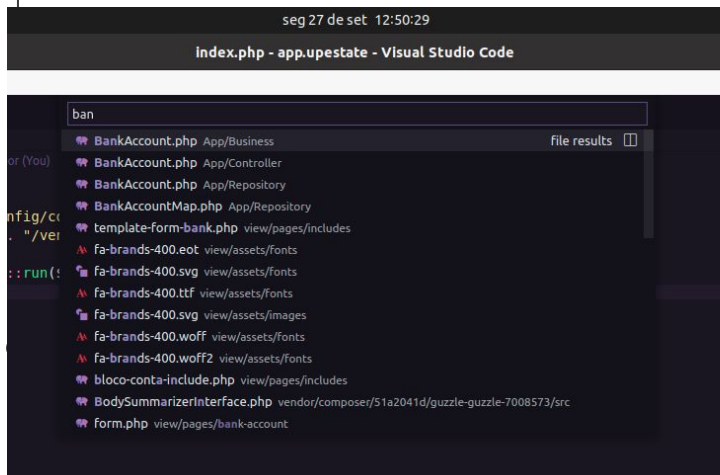 seg 27 de set 12:50:29
index.php - app.upestate - Visual Studio Code
ban
BankAccount.php App/Business file results
or (You)
BankAccount.php App/Controller
BankAccount.php App/Repository
BankAccountMap.php App/Repository
nfig/co
template-form-bank.php view/pages/includes
. "/ven
fa-brands-400.eot view/assets/fonts
::run(
fa-brands-400.svg view/assets/fonts
fa-brands-400.ttf view/assets/fonts
fa-brands-400.svg view/assets/images
fa-brands-400.woff view/assets/fonts
fa-brands-400.woff2 view/assets/fonts
bloco-conta-include.php view/pages/includes
BodySummarizerInterface.php vendor/composer/51a2041d/guzzle-guzzle-7008573/src
form.php view/pages/bank-account